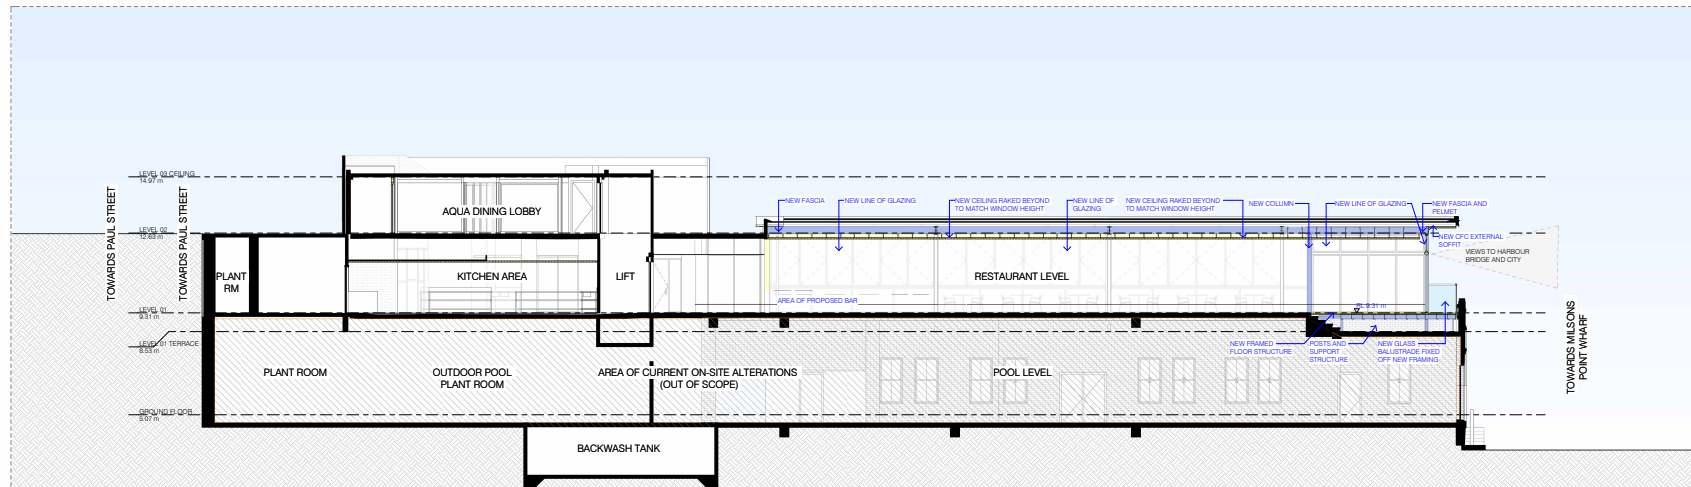 LEVEL 03 CEILING
14.97 m
TOWARDS PAUL STREET
TOWARDS PAUL STREET
AQUA DINING LOBBY
NEW FASCIA
NEW LINE OF GLAZING
NEW CEILING RAKED BEYOND
TO MATCH WINDOW HEIGHT
NEW LINE OF
GLAZING
NEW CEILING RAKED BEYOND
TO MATCH WINDOW HEIGHT
NEW COLUMN
NEW LINE OF GLAZING
NEW FASCIA AND
PELMET
LEVEL 02
12.63 m
NEW CFC EXTERNAL
SOFFIT
VIEWS TO HARBOUR
BRIDGE AND CITY
PLANT
RM
KITCHEN AREA
LIFT
RESTAURANT LEVEL
AREA OF PROPOSED BAR
RL 9.31 m
LEVEL 01
9.31 m
LEVEL 01 TERRACE
8.53 m
NEW FRAMED
FLOOR STRUCTURE
POSTS AND
SUPPORT
STRUCTURE
NEW GLASS
BALUSTRADE FIXED
OFF NEW FRAMING
TOWARDS MILSONS
POINT WHARF
PLANT ROOM
OUTDOOR POOL
PLANT ROOM
AREA OF CURRENT ON-SITE ALTERATIONS
(OUT OF SCOPE)
POOL LEVEL
GROUND FLOOR
5.07 m
BACKWASH TANK